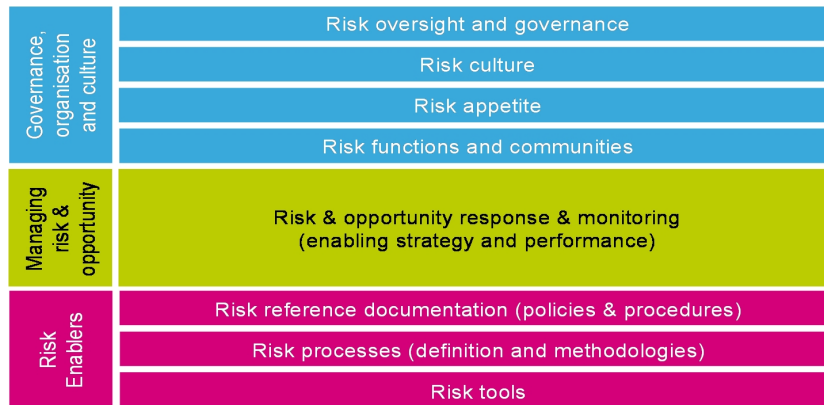 Governance,
organisation
and culture
Risk oversight and governance
Risk culture
Risk appetite
Risk functions and communities
Managing
risk &
opportunity
Risk & opportunity response & monitoring
(enabling strategy and performance)
Risk
Enablers
Risk reference documentation (policies & procedures)
Risk processes (definition and methodologies)
Risk tools